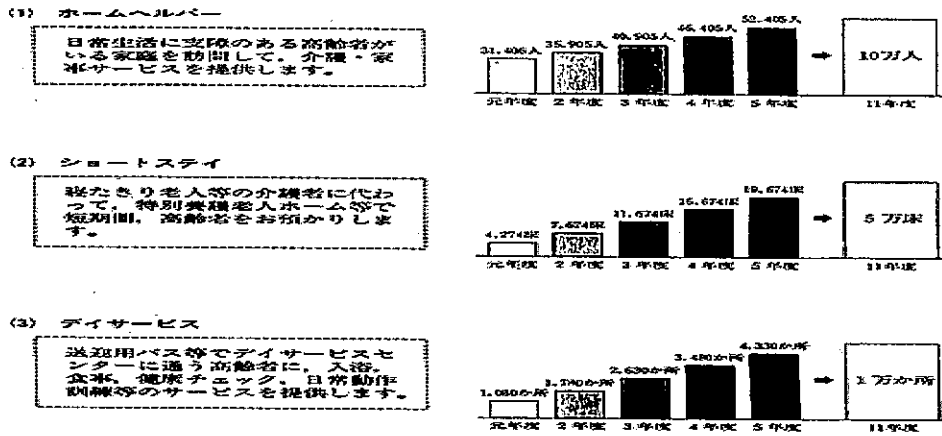 (1) ホームヘルパー
日常生活に支障のある高齢者が
いる家庭を訪問して、介護・家
事サービスを提供します。
31,405人
35,905人
40,905人
46,405人
52,405人
10万人
元年度
2年度
3年度
4年度
5年度
11年度
(2) ショートステイ
寝たきり老人等の介護者に代わ
って、特別養護老人ホーム等で
短期間、高齢者をお預かりしま
す。
4,274床
7,674床
11,674床
15,674床
19,674床
5万床
元年度
2年度
3年度
4年度
5年度
11年度
(3) デイサービス
送迎用バス等でデイサービスセ
ンターに通う高齢者に、入浴、
食事、健康チェック、日常動作
訓練等のサービスを提供します。
1,080か所
1,780か所
2,630か所
3,480か所
4,330か所
1万か所
元年度
2年度
3年度
4年度
5年度
11年度